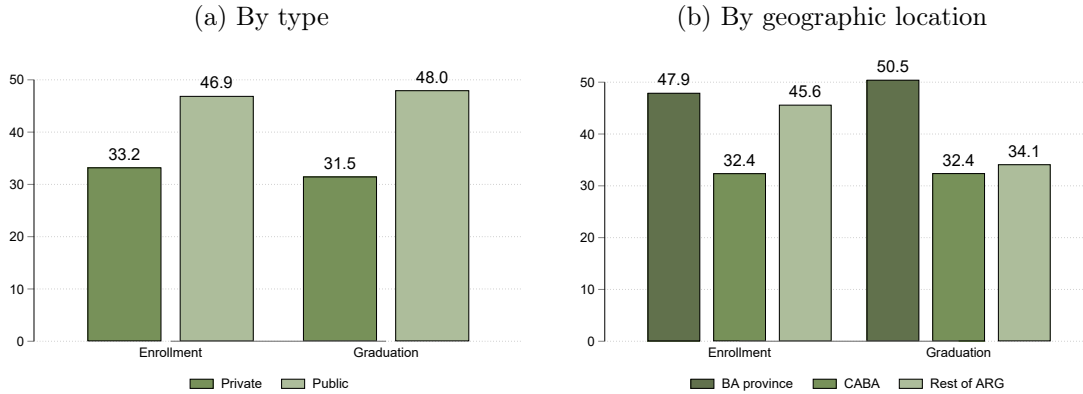 (a) By type
50
40
30
20
10
0
33.2
46.9
31.5
48.0
Enrollment
Graduation
Private
Public
(b) By geographic location
50
40
30
20
10
0
47.9
32.4
45.6
50.5
32.4
34.1
Enrollment
Graduation
BA province
CABA
Rest of ARG